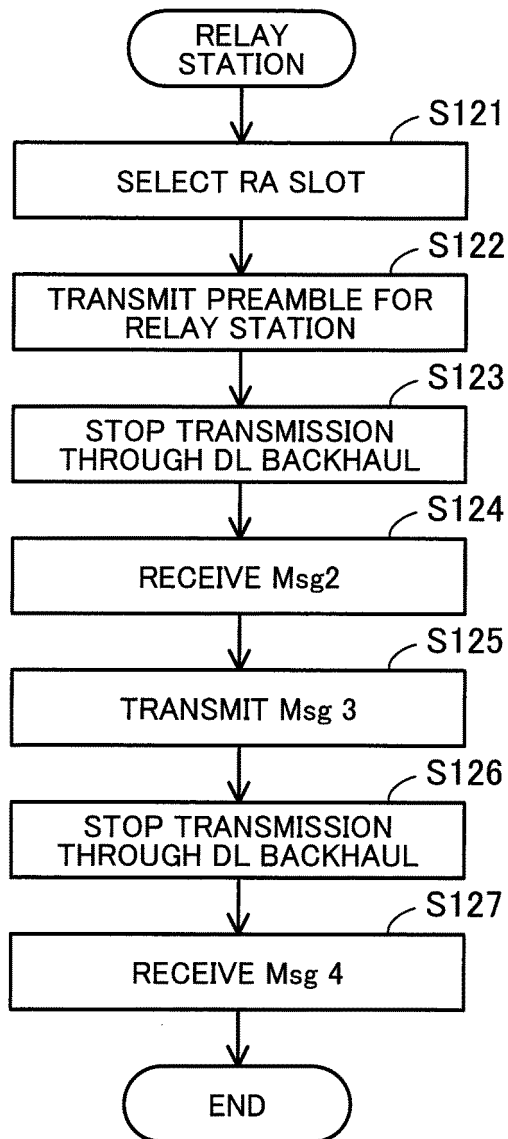 RELAY
STATION
S121
SELECT RA SLOT
S122
TRANSMIT PREAMBLE FOR
RELAY STATION
S123
STOP TRANSMISSION
THROUGH DL BACKHAUL
S124
RECEIVE Msg2
S125
TRANSMIT Msg 3
S126
STOP TRANSMISSION
THROUGH DL BACKHAUL
S127
RECEIVE Msg 4
END